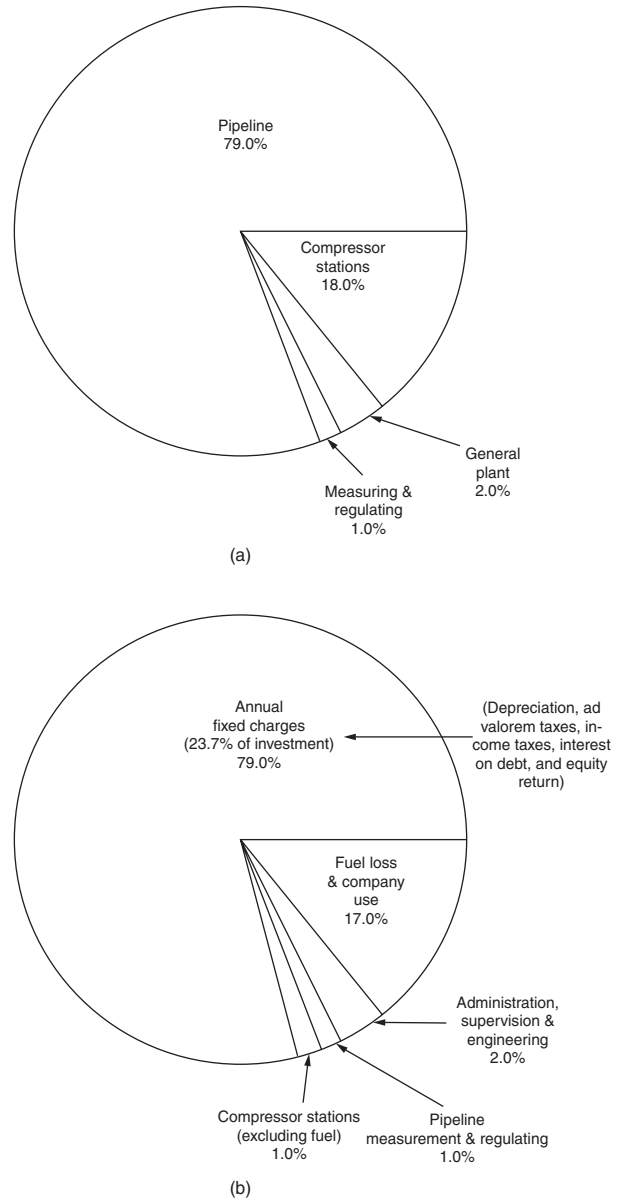 Pipeline
79.0%
Compressor
stations
18.0%
General
plant
2.0%
Measuring &
regulating
1.0%
(a)
Annual
fixed charges
(23.7% of investment)
79.0%
(Depreciation, ad
valorem taxes, in-
come taxes, interest
on debt, and equity
return)
Fuel loss
& company
use
17.0%
Administration,
supervision &
engineering
2.0%
Compressor stations
(excluding fuel)
1.0%
Pipeline
measurement & regulating
1.0%
(b)